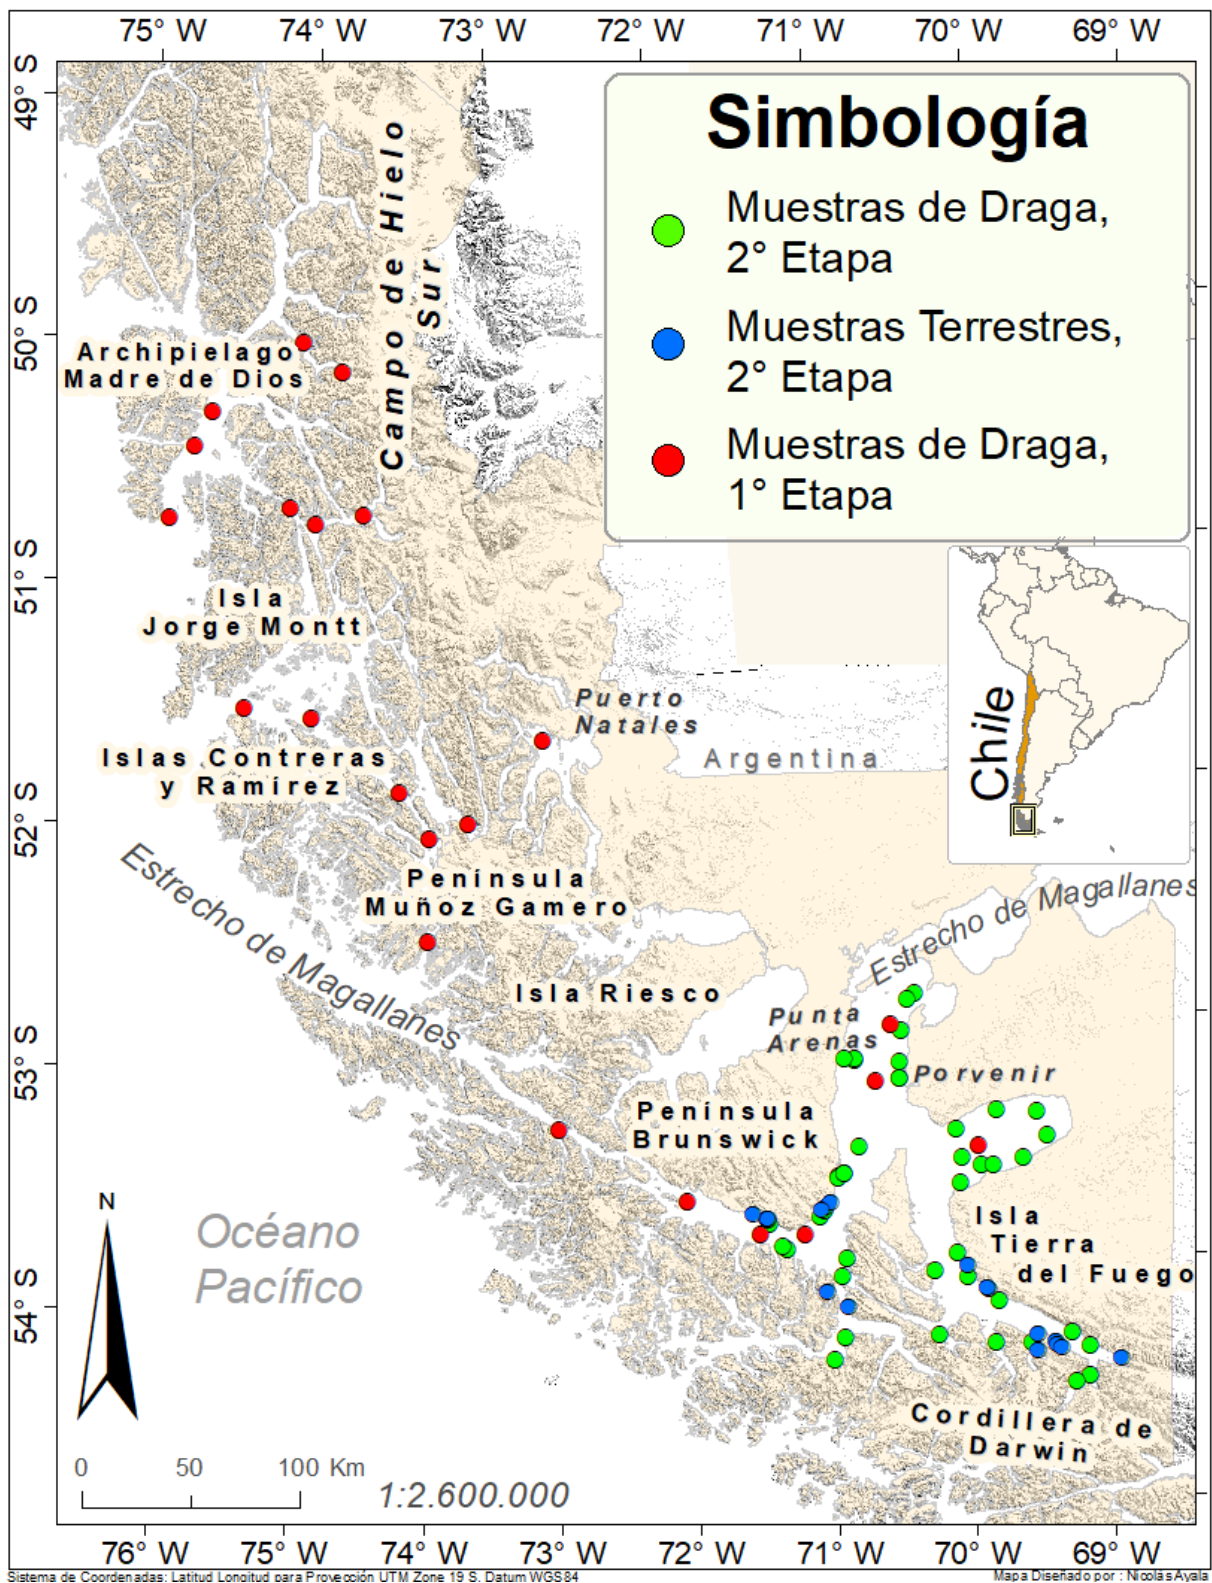 75° W 74° W 73° W 72° W 71° W 70° W 69° W
49° S
50° S
51° S
52° S
53° S
54° S
Simbología
Muestras de Draga,
2° Etapa
Muestras Terrestres,
2° Etapa
Muestras de Draga,
1° Etapa
Campo de Hielo
Sur
Archipielago
Madre de Dios
Isla
Jorge Montt
Puerto
Natales
Argentina
Chile
Islas Contreras
y Ramírez
Estrecho de Magallanes
Península
Muñoz Gamero
Estrecho de Magallanes
Isla Riesco
Punta
Arenas
Porvenir
Península
Brunswick
Isla
Tierra
del Fuego
Océano
Pacífico
N
Cordillera de
Darwin
0 50 100 Km
1:2.600.000
76° W 75° W 74° W 73° W 72° W 71° W 70° W 69° W
Sistema de Coordenadas: Latitud Longitud para Proyección UTM Zone 19 S. Datum WGS84
Mapa Diseñado por : Nicolás Ayala